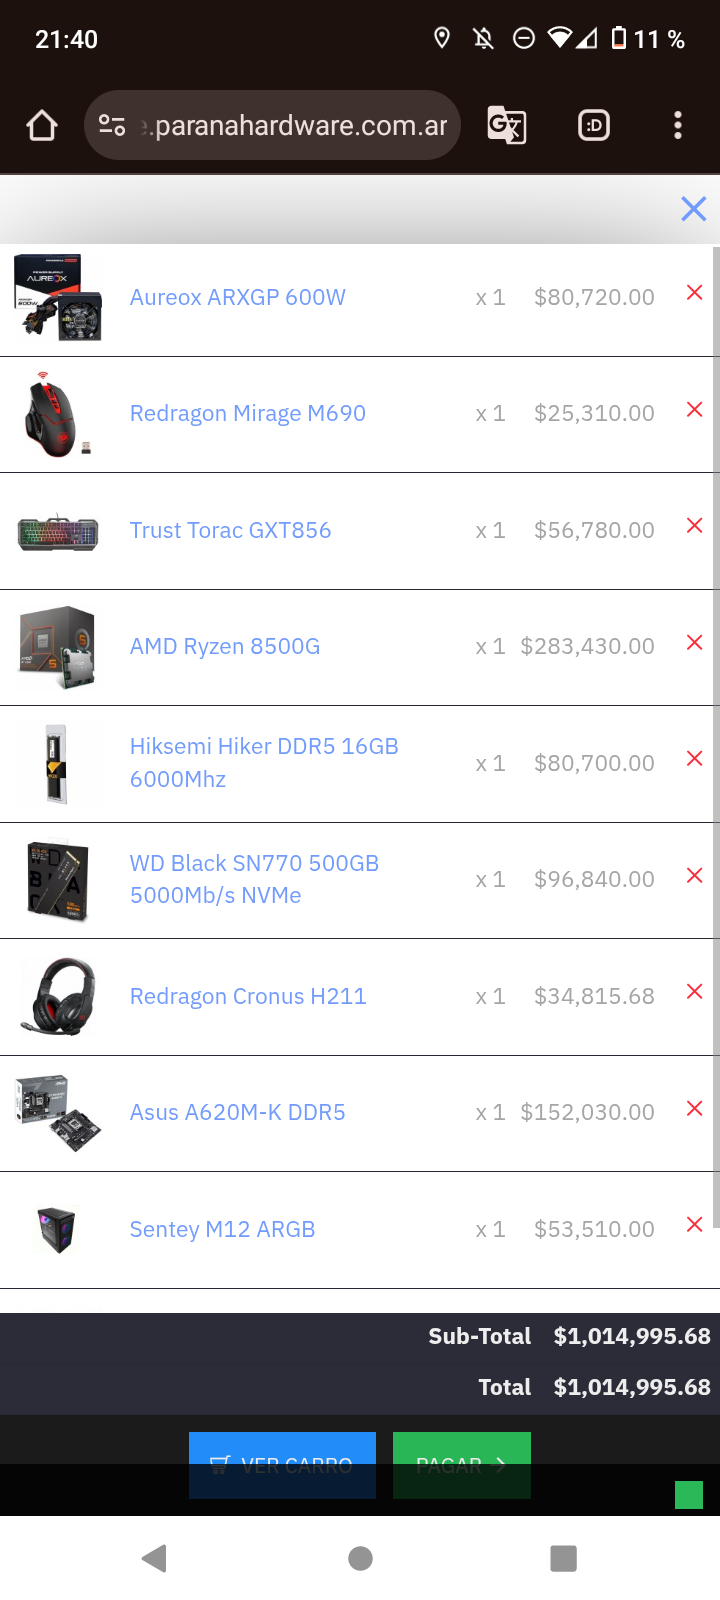 21:40
11 %
e.paranahardware.com.ar
:D
AUREOX
Aureox ARXGP 600W x 1 $80,720.00
Redragon Mirage M690 x 1 $25,310.00
Trust Torac GXT856 x 1 $56,780.00
AMD Ryzen 8500G x 1 $283,430.00
Hiksemi Hiker DDR5 16GB
6000Mhz x 1 $80,700.00
WD Black SN770 500GB
5000Mb/s NVMe x 1 $96,840.00
Redragon Cronus H211 x 1 $34,815.68
Asus A620M-K DDR5 x 1 $152,030.00
Sentey M12 ARGB x 1 $53,510.00
Sub-Total $1,014,995.68
Total $1,014,995.68
VER CARRO PAGAR